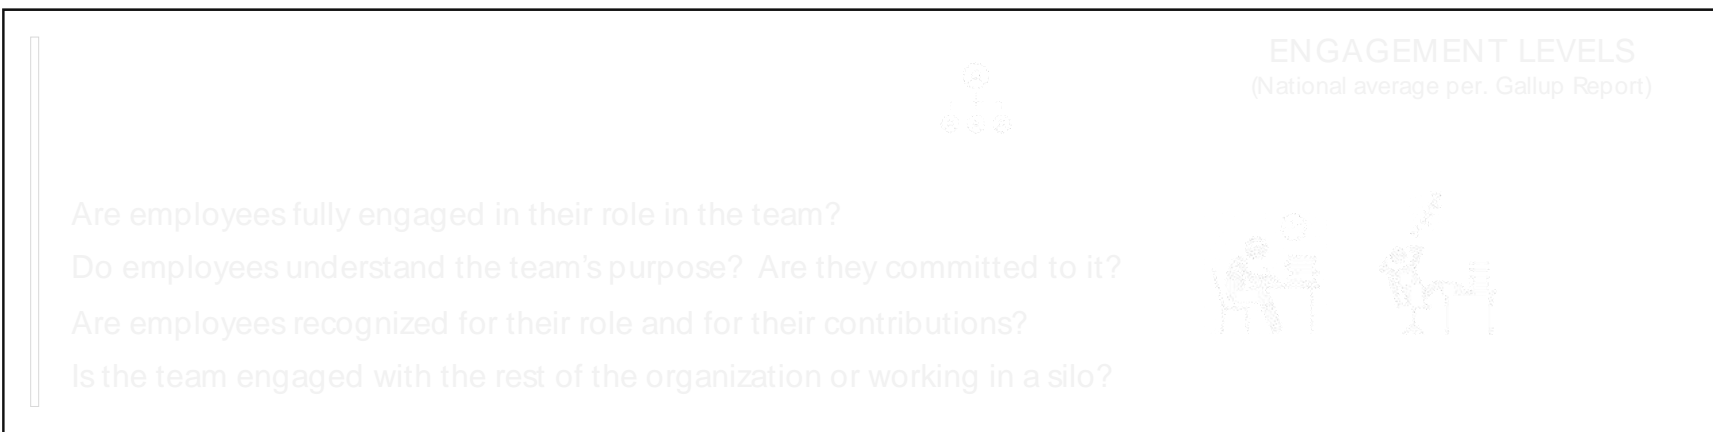 ENGAGEMENT LEVELS
(National average per. Gallup Report)
Are employees fully engaged in their role in the team?
Do employees understand the team’s purpose?  Are they committed to it?
Are employees recognized for their role and for their contributions?
Is the team engaged with the rest of the organization or working in a silo?